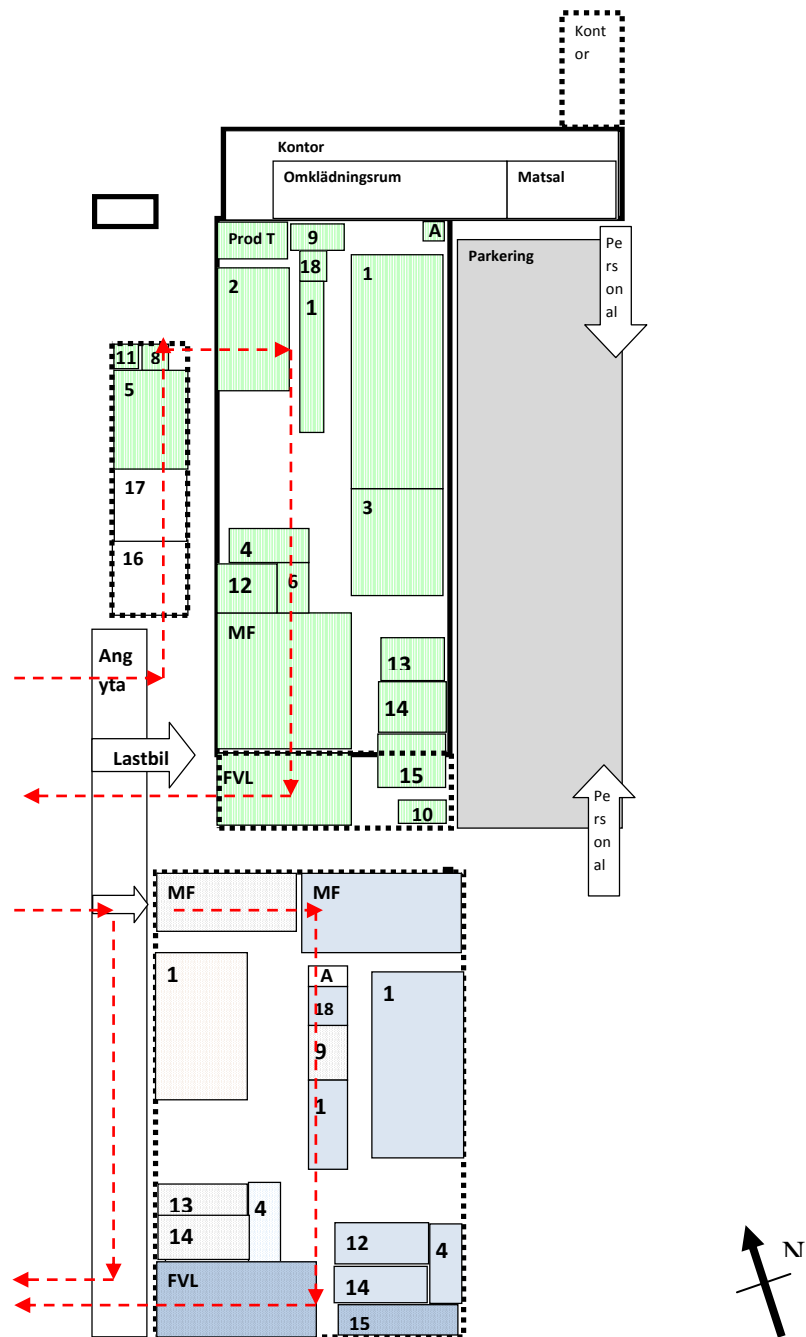 Kont
or
Kontor
Omklädningsrum
Matsal
Prod T
9
A
18
2
1
1
Parkering
Pe
rs
on
al
11
8
5
17
16
3
4
12
6
MF
13
14
Ang
yta
Lastbil
FVL
15
10
Pe
rs
on
al
MF
MF
1
A
18
9
1
1
13
14
4
12
14
4
FVL
15
N